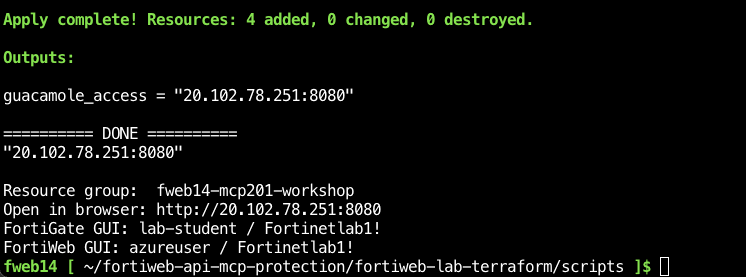 Apply complete! Resources: 4 added, 0 changed, 0 destroyed.
Outputs:
guacamole_access = "20.102.78.251:8080"
========== DONE ==========
"20.102.78.251:8080"
Resource group:  fweb14-mcp201-workshop
Open in browser: http://20.102.78.251:8080
FortiGate GUI: lab-student / Fortinetlab1!
FortiWeb GUI: azureuser / Fortinetlab1!
fweb14 [ ~/fortiweb-api-mcp-protection/fortiweb-lab-terraform/scripts ]$